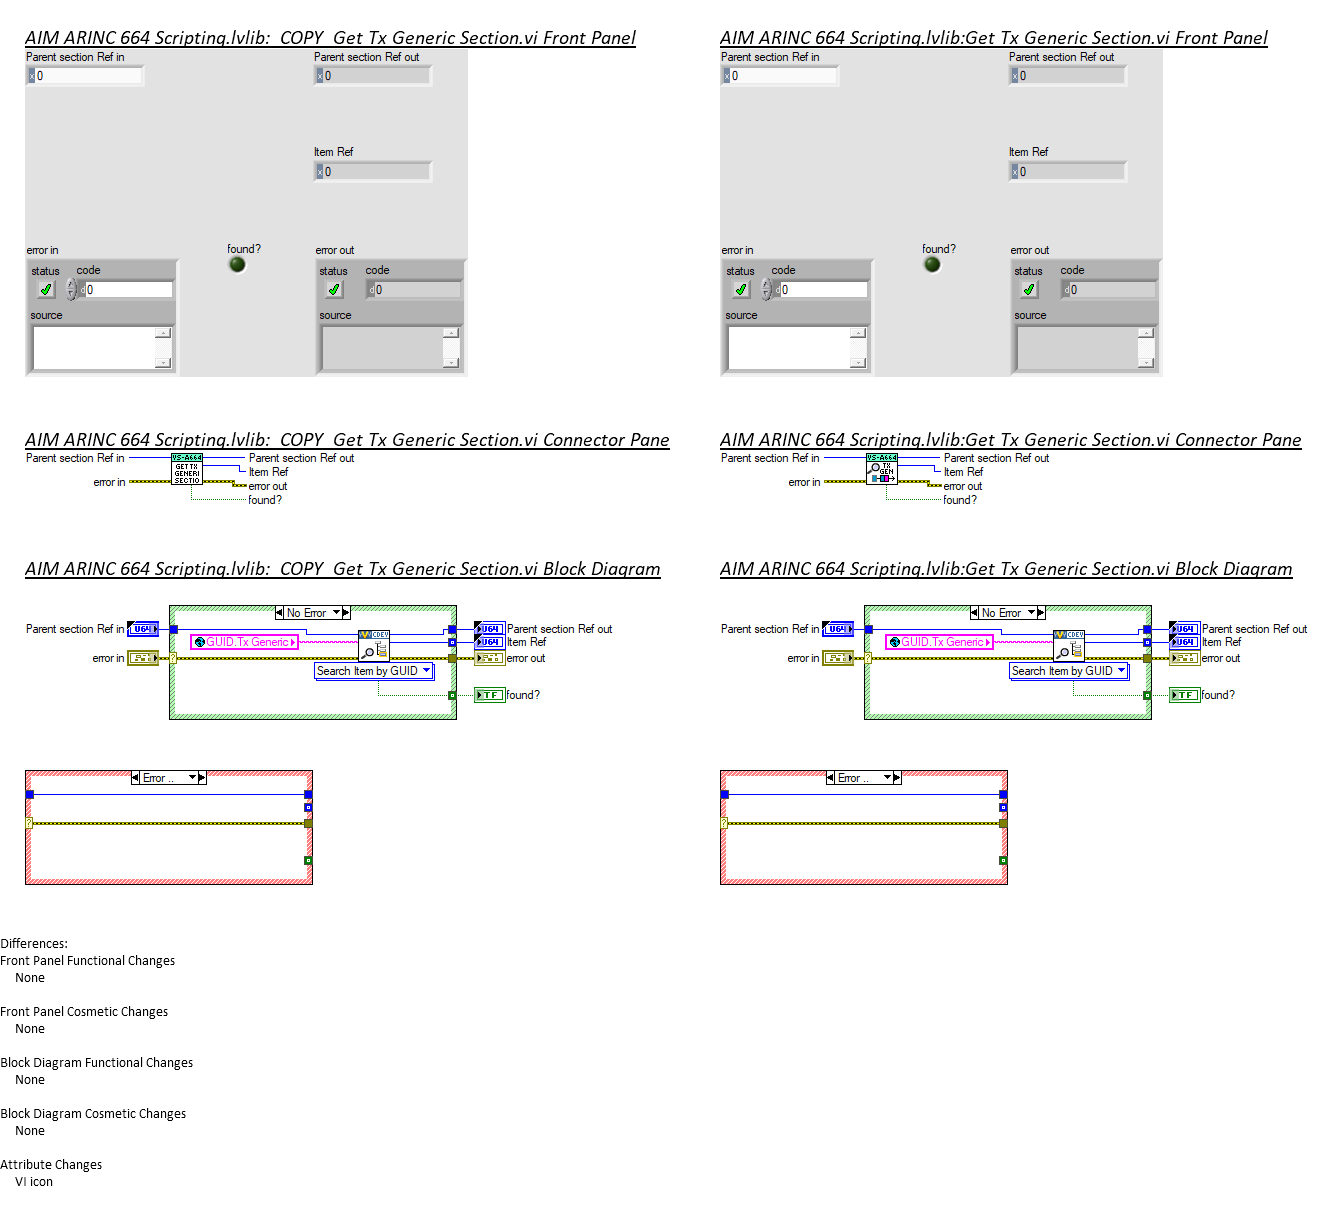 AIM ARINC 664 Scripting.lvlib:_COPY_Get Tx Generic Section.vi Front Panel
Parent section Ref in
Parent section Ref out
x 0
x 0
Item Ref
x 0
error in
found?
error out
status
code
status
code
d 0
d 0
source
source
AIM ARINC 664 Scripting.lvlib:Get Tx Generic Section.vi Front Panel
Parent section Ref in
Parent section Ref out
x 0
x 0
Item Ref
x 0
error in
found?
error out
status
code
status
code
d 0
d 0
source
source
AIM ARINC 664 Scripting.lvlib:_COPY_Get Tx Generic Section.vi Connector Pane
Parent section Ref in
VS-A664
GET TX
GENERI
SECTIO
Parent section Ref out
Item Ref
error in
error out
found?
AIM ARINC 664 Scripting.lvlib:Get Tx Generic Section.vi Connector Pane
Parent section Ref in
VS-A664
TX
GEN
Parent section Ref out
Item Ref
error in
error out
found?
AIM ARINC 664 Scripting.lvlib:_COPY_Get Tx Generic Section.vi Block Diagram
No Error
Parent section Ref in
U64
U64
Parent section Ref out
GUID.Tx Generic
CDEV
U64
Item Ref
error in
?
error out
Search Item by GUID
TF
found?
Error ..
?
AIM ARINC 664 Scripting.lvlib:Get Tx Generic Section.vi Block Diagram
No Error
Parent section Ref in
U64
U64
Parent section Ref out
GUID.Tx Generic
CDEV
U64
Item Ref
error in
?
error out
Search Item by GUID
TF
found?
Error ..
?
Differences:
Front Panel Functional Changes
None
Front Panel Cosmetic Changes
None
Block Diagram Functional Changes
None
Block Diagram Cosmetic Changes
None
Attribute Changes
VI icon